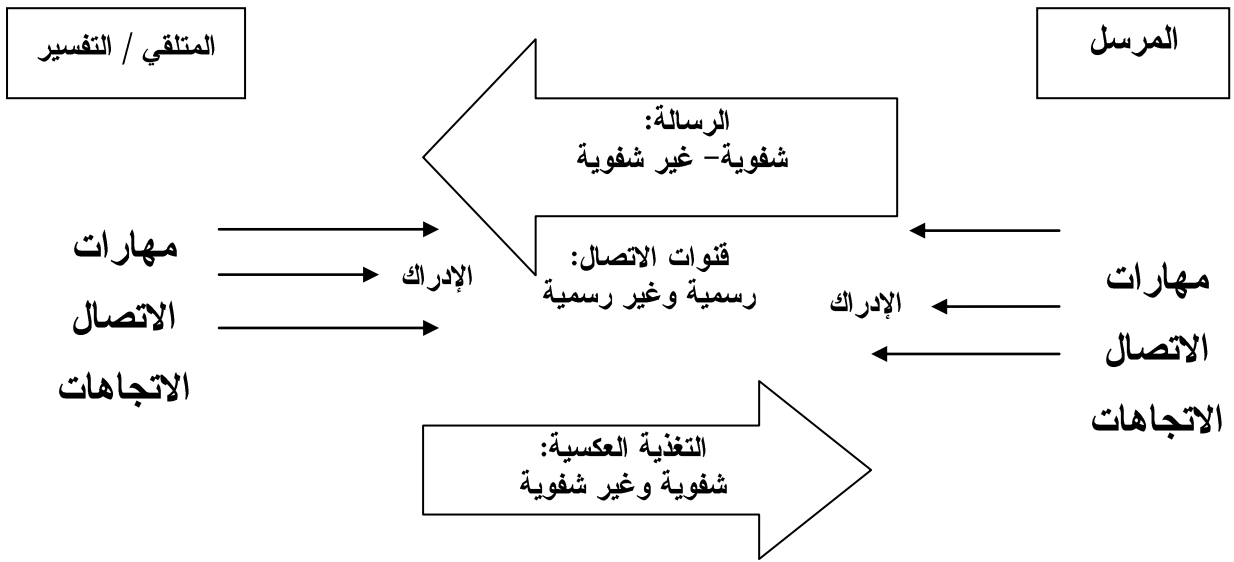 المرسل
المتلقي / التفسير
الرسالة:
شفوية- غير شفوية
قنوات الاتصال:
رسمية وغير رسمية
مهارات
الاتصال
الاتجاهات
الإدراك
الإدراك
مهارات
الاتصال
الاتجاهات
التغذية العكسية:
شفوية وغير شفوية